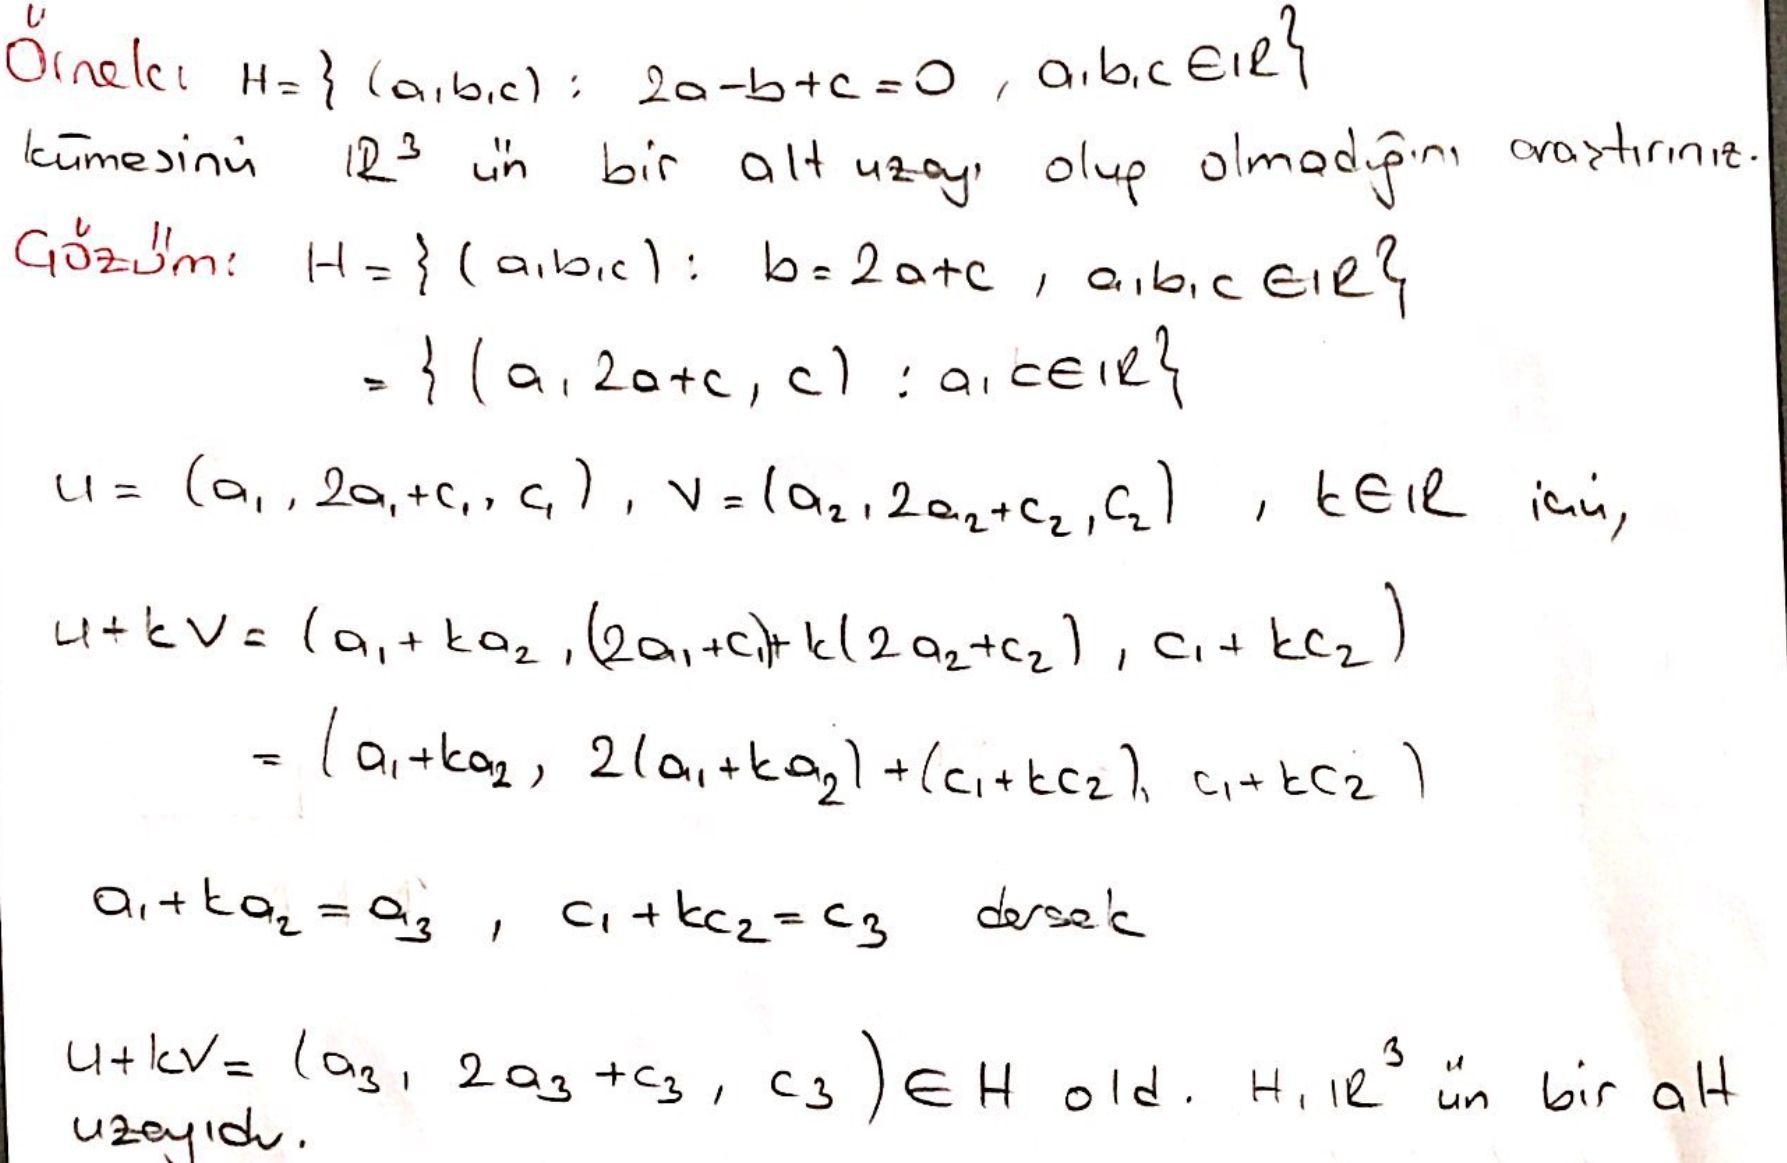 Örnek: H = { (a,b,c) : 2a-b+c=0 , a,b,c ∈ IR }
kümesinin IR³ ün bir alt uzayı olup olmadığını araştırınız.
Çözüm: H = { (a,b,c) : b=2a+c , a,b,c ∈ IR }
= { (a, 2a+c, c) : a,c ∈ IR }
u = (a₁, 2a₁+c₁, c₁) , v = (a₂, 2a₂+c₂, c₂) , k ∈ IR için,
u+kv = (a₁+ka₂, (2a₁+c₁)+k(2a₂+c₂), c₁+kc₂)
= (a₁+ka₂, 2(a₁+ka₂)+(c₁+kc₂), c₁+kc₂)
a₁+ka₂=a₃ , c₁+kc₂=c₃ dersek
u+kv = (a₃, 2a₃+c₃, c₃) ∈ H old. H, IR³ ün bir alt
uzayıdır.